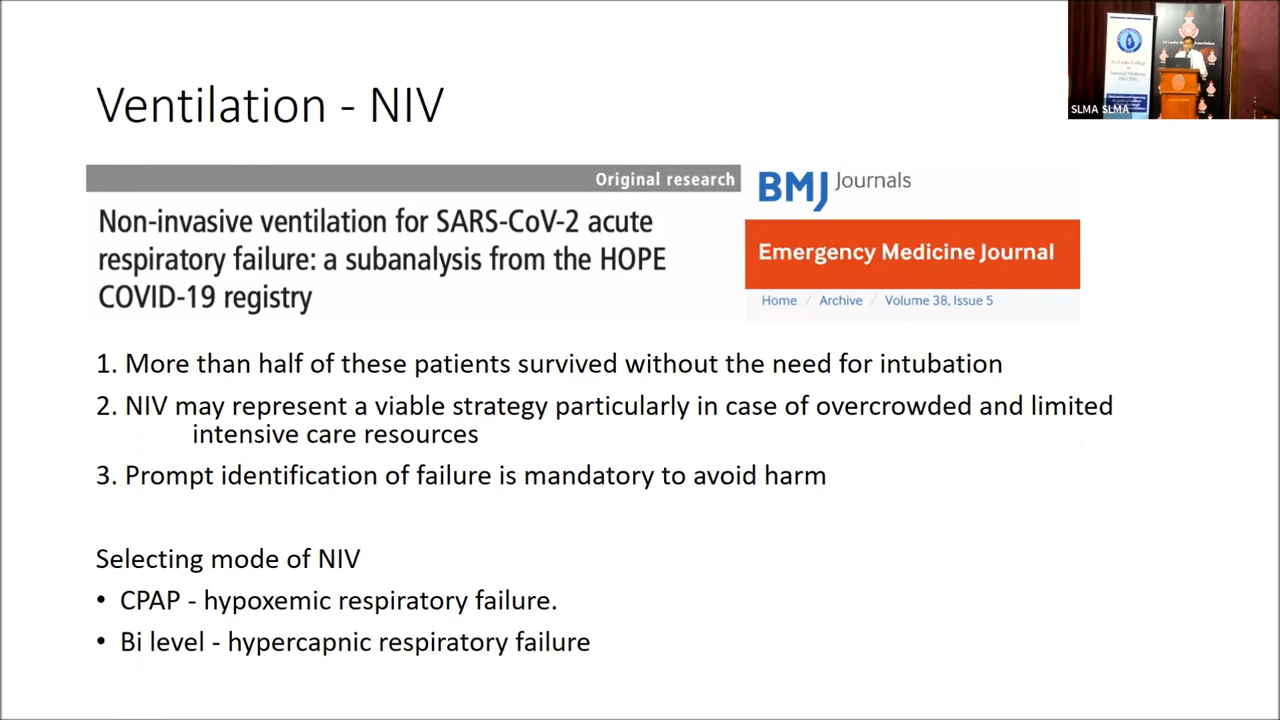 Ventilation - NIV
SLMA SLMA
Original research
Non-invasive ventilation for SARS-CoV-2 acute
respiratory failure: a subanalysis from the HOPE
COVID-19 registry
BMJ Journals
Emergency Medicine Journal
Home / Archive / Volume 38, Issue 5
1. More than half of these patients survived without the need for intubation
2. NIV may represent a viable strategy particularly in case of overcrowded and limited
intensive care resources
3. Prompt identification of failure is mandatory to avoid harm
Selecting mode of NIV
• CPAP - hypoxemic respiratory failure.
• Bi level - hypercapnic respiratory failure